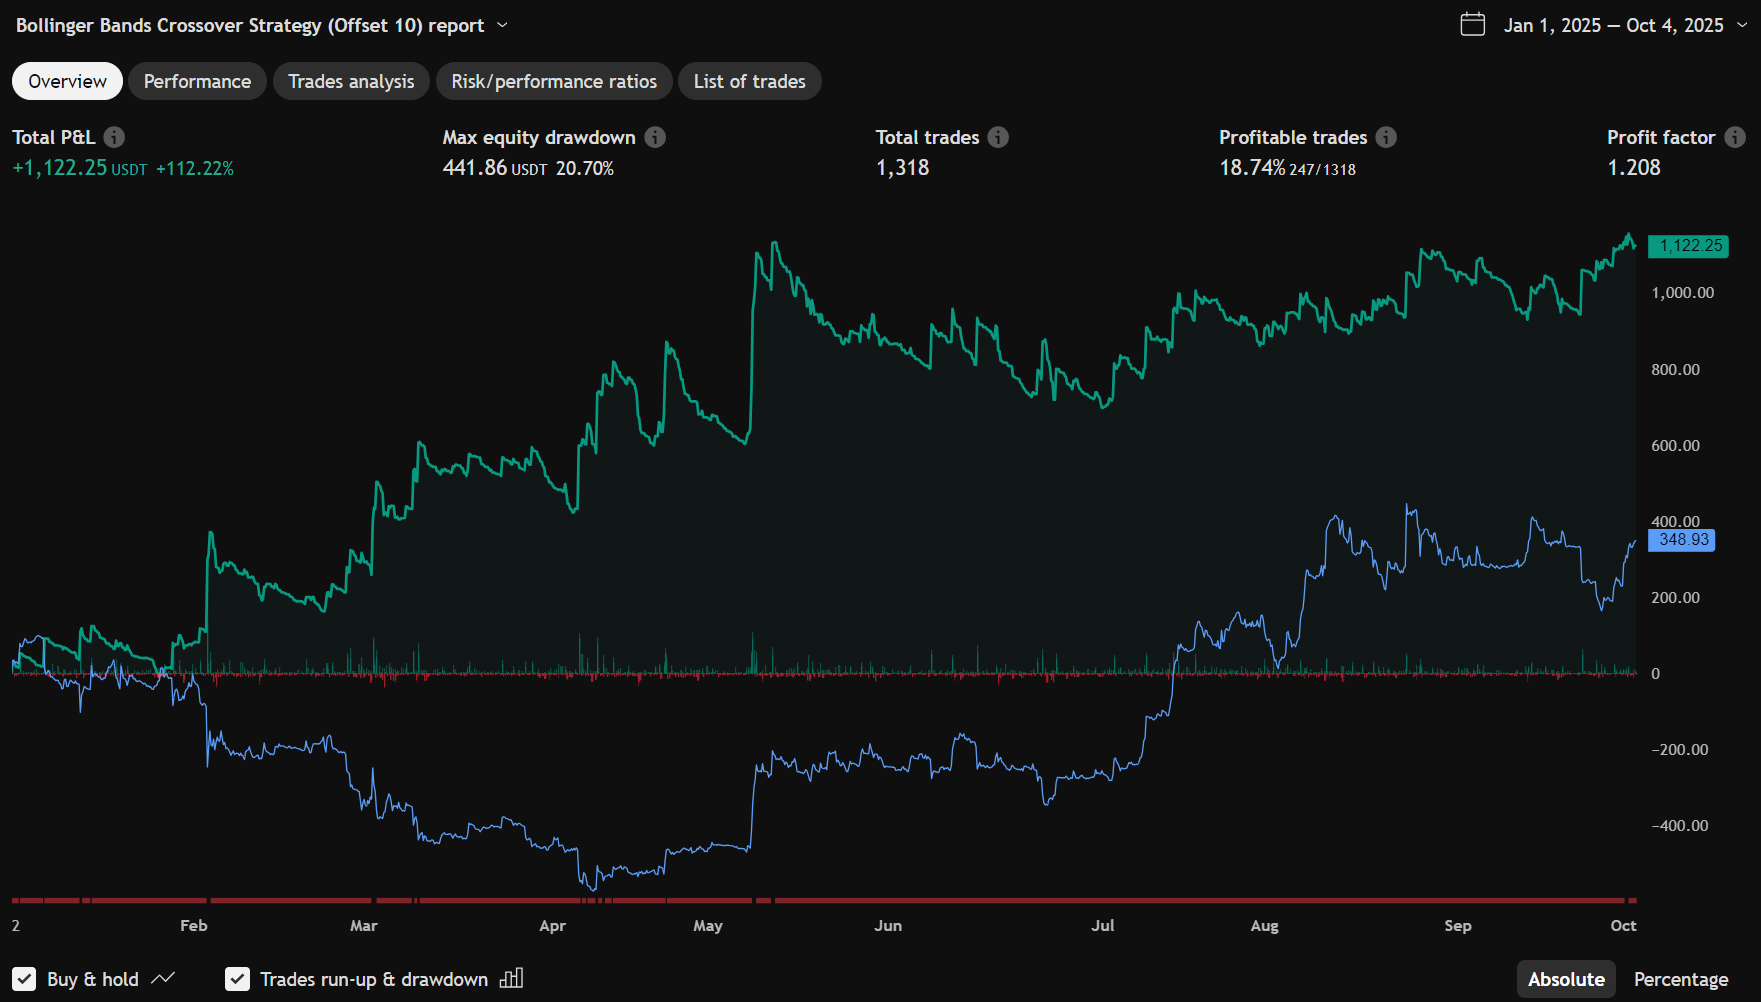 Bollinger Bands Crossover Strategy (Offset 10) report
Jan 1, 2025 — Oct 4, 2025
Overview
Performance
Trades analysis
Risk/performance ratios
List of trades
Total P&L
+1,122.25 USDT +112.22%
Max equity drawdown
441.86 USDT 20.70%
Total trades
1,318
Profitable trades
18.74% 247/1318
Profit factor
1.208
1,122.25
1,000.00
800.00
600.00
400.00
348.93
200.00
0
−200.00
−400.00
2 Feb Mar Apr May Jun Jul Aug Sep Oct
Buy & hold
Trades run-up & drawdown
Absolute
Percentage